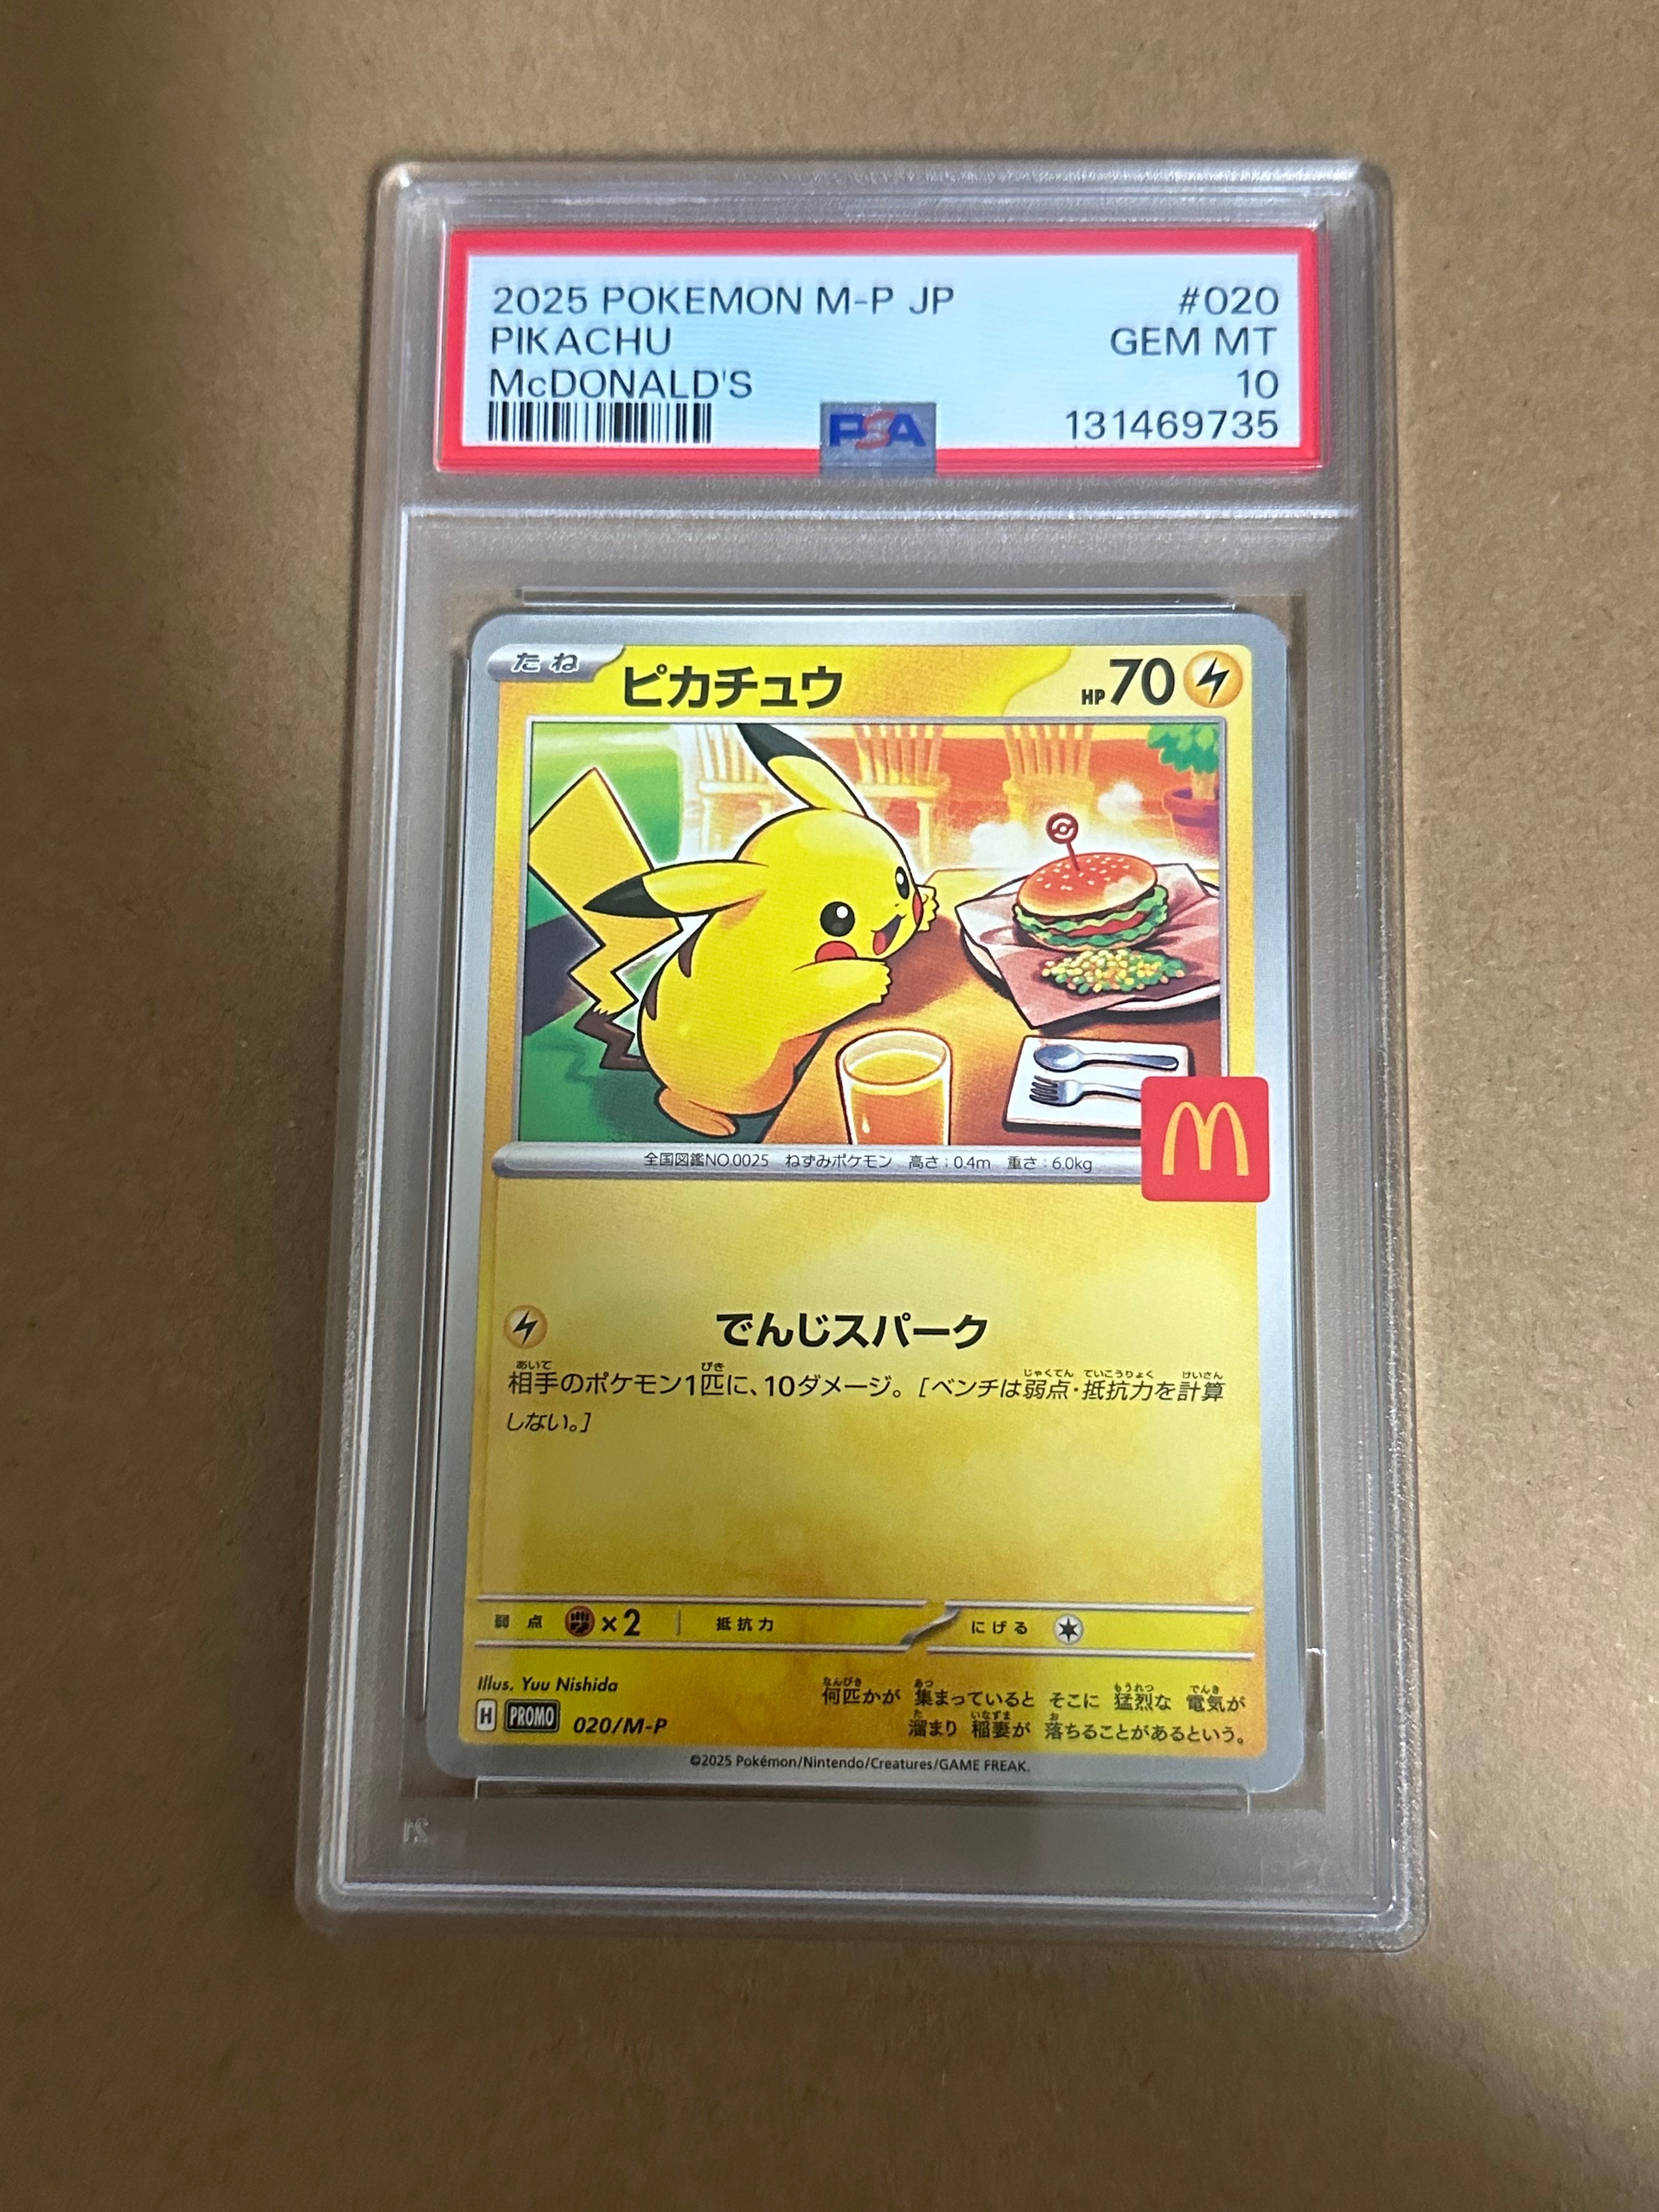 2025 POKEMON M-P JP #020
PIKACHU GEM MT
McDONALD'S 10
131469735
PSA
たね ピカチュウ HP70
全国図鑑NO.0025 ねずみポケモン 高さ:0.4m 重さ:6.0kg
でんじスパーク
相手のポケモン1匹に、10ダメージ。[ベンチは弱点・抵抗力を計算
しない。]
弱点 ×2 抵抗力 にげる
Illus. Yuu Nishida
H PROMO 020/M-P
何匹かが 集まっていると そこに 猛烈な 電気が
溜まり 稲妻が 落ちることがあるという。
©2025 Pokémon/Nintendo/Creatures/GAME FREAK.